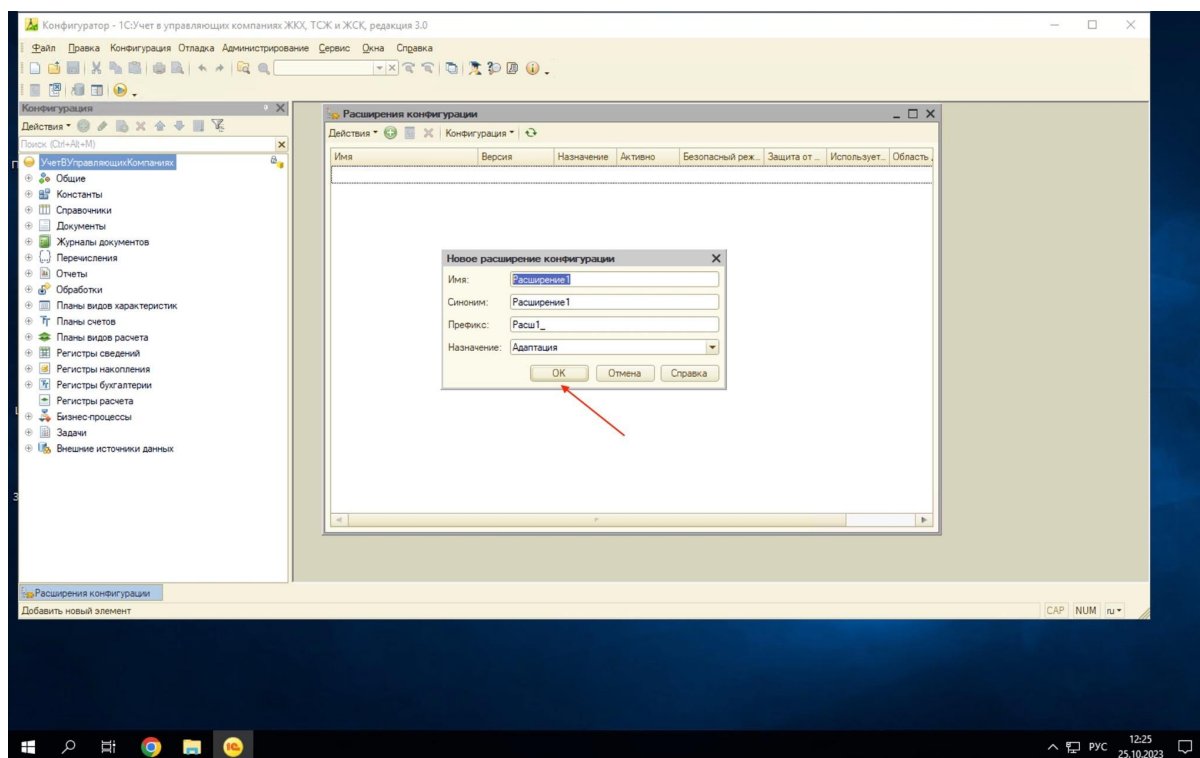 Конфигуратор - 1С:Учет в управляющих компаниях ЖКХ, ТСЖ и ЖСК, редакция 3.0
Файл Правка Конфигурация Отладка Администрирование Сервис Окна Справка
Конфигурация
Действия
Поиск (Ctrl+Alt+M)
УчетВУправляющихКомпаниях
Общие
Константы
Справочники
Документы
Журналы документов
Перечисления
Отчеты
Обработки
Планы видов характеристик
Планы счетов
Планы видов расчета
Регистры сведений
Регистры накопления
Регистры бухгалтерии
Регистры расчета
Бизнес-процессы
Задачи
Внешние источники данных
Расширения конфигурации
Действия Конфигурация
Имя Версия Назначение Активно Безопасный реж... Защита от ... Использует... Область
Новое расширение конфигурации
Имя: Расширение1
Синоним: Расширение1
Префикс: Расш1_
Назначение: Адаптация
ОК Отмена Справка
Расширения конфигурации
Добавить новый элемент
CAP NUM ru
РУС
12:25
25.10.2023